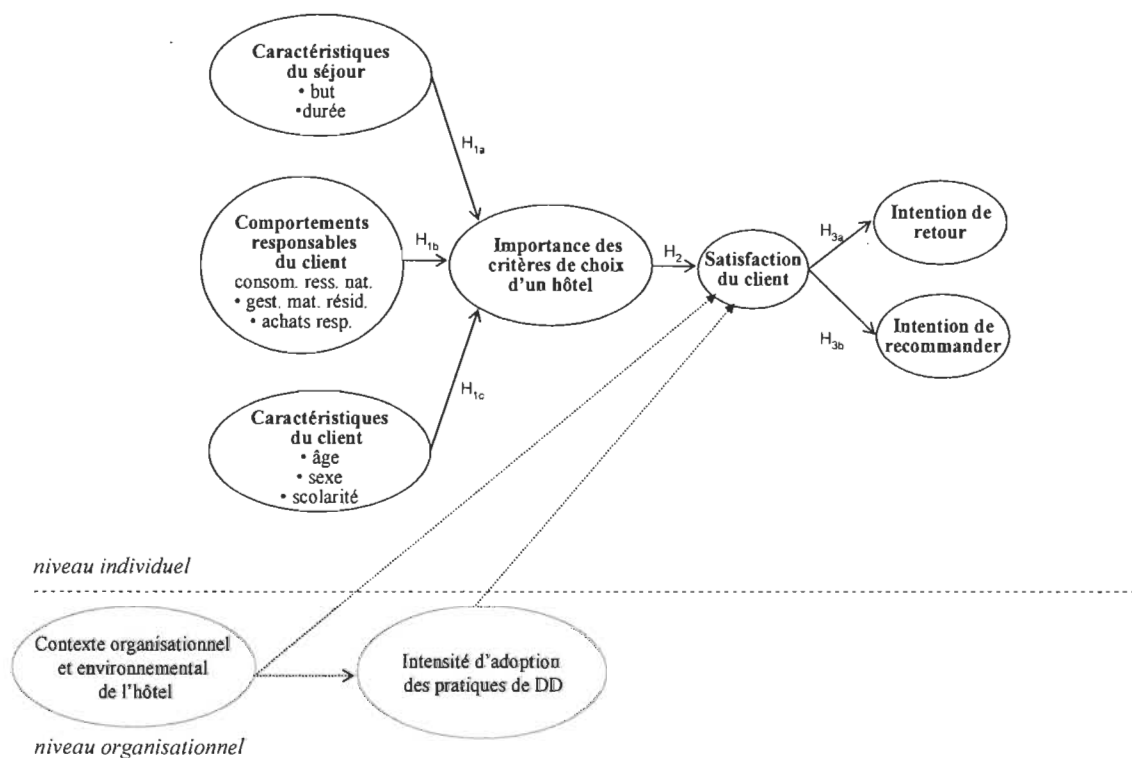 Caractéristiques
du séjour
• but
•durée
H1a
Comportements
responsables
du client
consom. ress. nat.
• gest. mat. résid.
• achats resp.
H1b
Importance des
critères de choix
d'un hôtel
H2
Satisfaction
du client
H3a
Intention de
retour
H3b
Intention de
recommander
H1c
Caractéristiques
du client
• âge
• sexe
• scolarité
niveau individuel
Contexte organisationnel
et environnemental
de l'hôtel
Intensité d'adoption
des pratiques de DD
niveau organisationnel